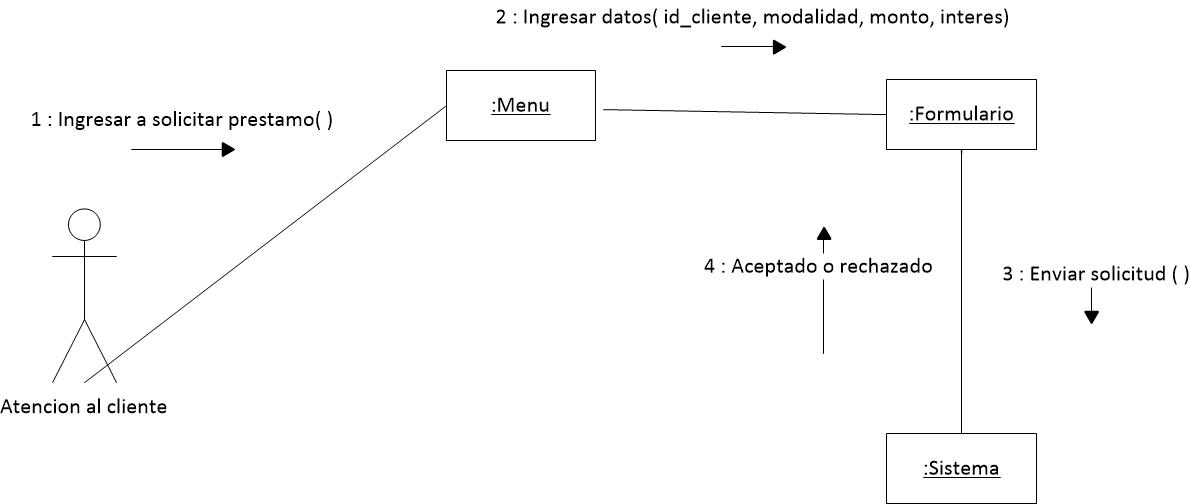 2 : Ingresar datos( id_cliente, modalidad, monto, interes)
:Menu
1 : Ingresar a solicitar prestamo( )
:Formulario
4 : Aceptado o rechazado
3 : Enviar solicitud ( )
Atencion al cliente
:Sistema